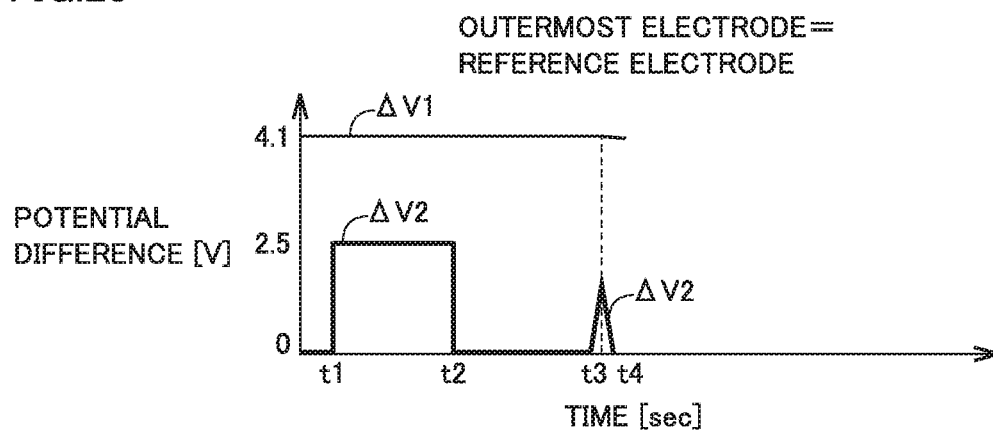 OUTERMOST ELECTRODE=
REFERENCE ELECTRODE
ΔV1
4.1
POTENTIAL
DIFFERENCE [V]
ΔV2
2.5
ΔV2
0
t1 t2 t3 t4
TIME [sec]